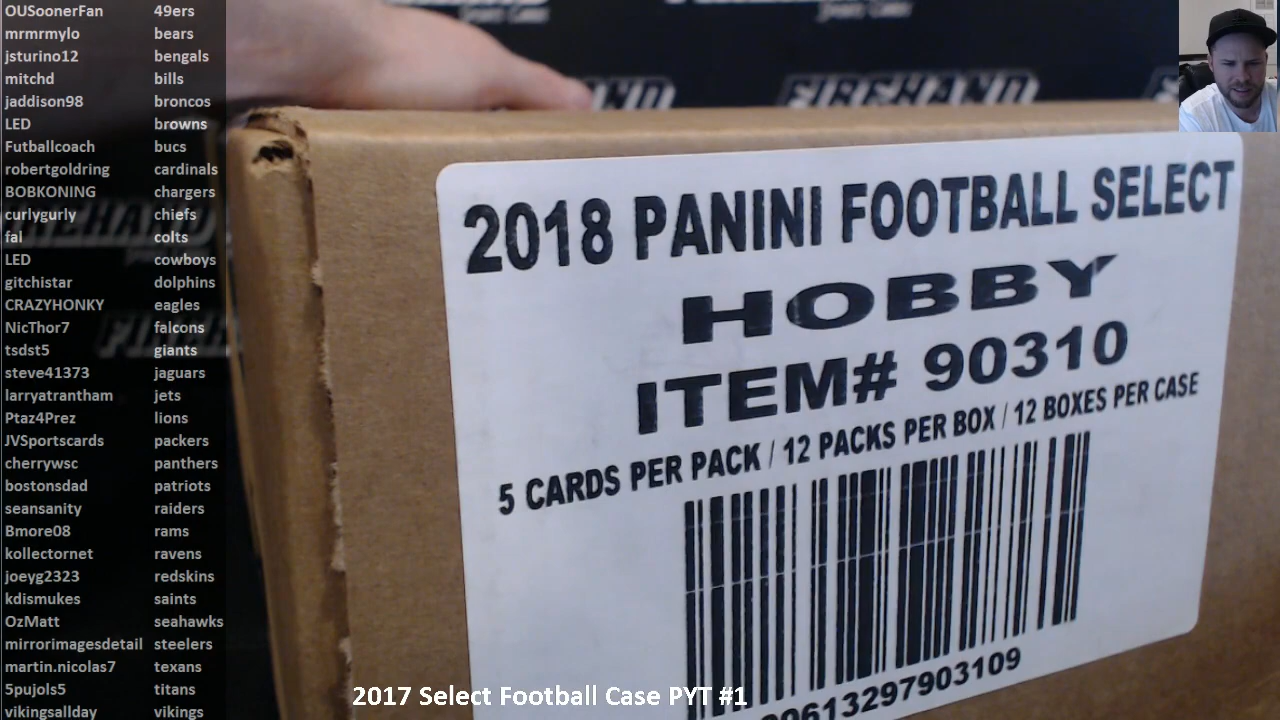 OUSoonerFan 49ers
mrmrmylo bears
jsturino12 bengals
mitchd bills
jaddison98 broncos
LED browns
Futballcoach bucs
robertgoldring cardinals
BOBKONING chargers
curlygurly chiefs
fal colts
LED cowboys
gitchistar dolphins
CRAZYHONKY eagles
NicThor7 falcons
tsdst5 giants
steve41373 jaguars
larryatrantham jets
Ptaz4Prez lions
JVSportscards packers
cherrywsc panthers
bostonsdad patriots
seansanity raiders
Bmore08 rams
kollectornet ravens
joeyg2323 redskins
kdismukes saints
OzMatt seahawks
mirrorimagesdetail steelers
martin.nicolas7 texans
5pujols5 titans
vikingsallday vikings
FIREHAND
2018 PANINI FOOTBALL SELECT
HOBBY
ITEM# 90310
5 CARDS PER PACK / 12 PACKS PER BOX / 12 BOXES PER CASE
613297903109
2017 Select Football Case PYT #1